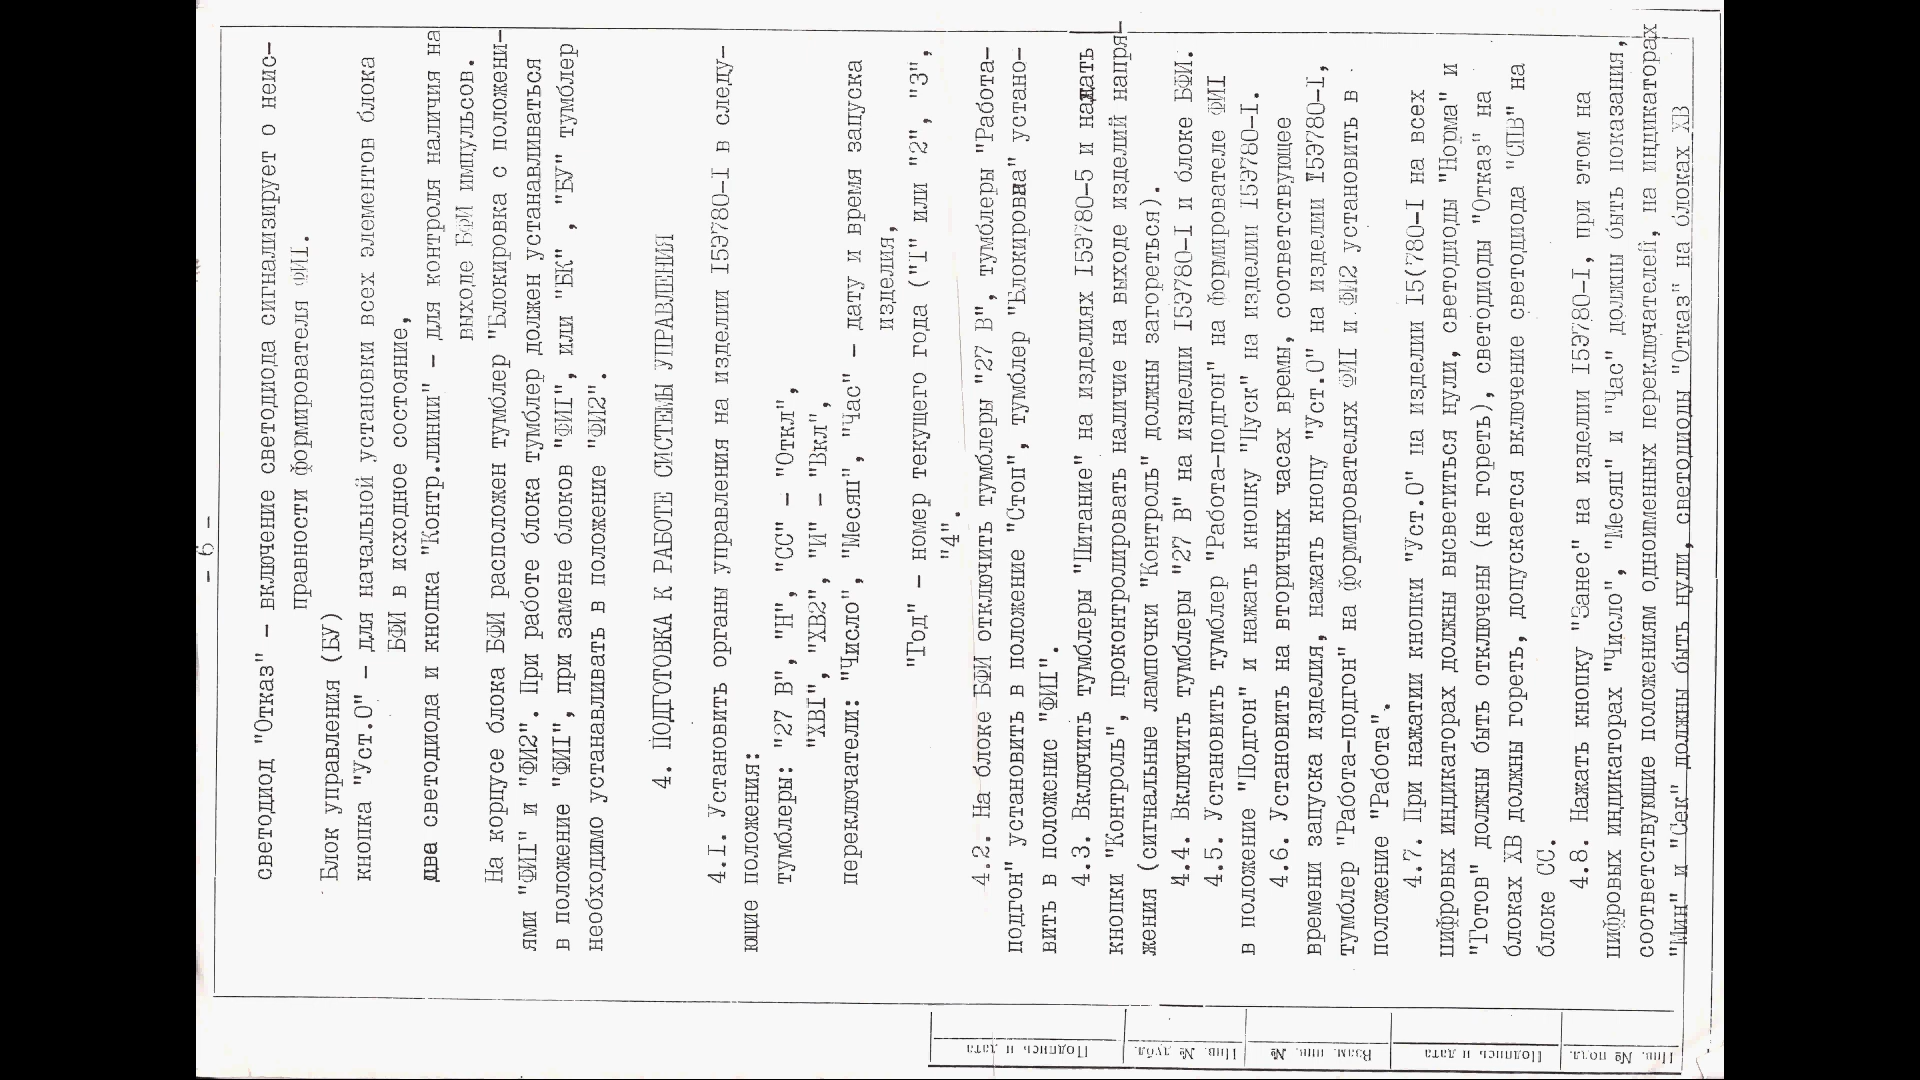 - 6 -
светодиод "Отказ" - включение светодиода сигнализирует о неис-
правности формирователя ФИ1.
Блок управления (БУ)
кнопка "Уст.0" - для начальной установки всех элементов блока
БФИ в исходное состояние,
два светодиода и кнопка "Контр.линии" - для контроля наличия на
выходе БФИ импульсов.
На корпусе блока БФИ расположен тумблер "Блокировка с положени-
ями "ФИ1" и "ФИ2". При работе блока тумблер должен устанавливаться
в положение "ФИ1", при замене блоков "ФИ1", или "БК" , "БУ" тумблер
необходимо устанавливать в положение "ФИ2".
4. ПОДГОТОВКА К РАБОТЕ СИСТЕМЫ УПРАВЛЕНИЯ
4.1. Установить органы управления на изделии 15Э780-1 в следу-
ющие положения:
тумблеры: "27 В", "Н", "СС" - "Откл",
"ХВ1", "ХВ2", "И" - "Вкл",
переключатели: "Число", "Месяц", "Час" - дату и время запуска
изделия,
"Год" - номер текущего года ("1" или "2", "3",
"4".
4.2. На блоке БФИ отключить тумблеры "27 В", тумблеры "Работа-
подгон" установить в положение "Стоп", тумблер "Блокировка" устано-
вить в положение "ФИ1".
4.3. Включить тумблеры "Питание" на изделиях 15Э780-5 и нажать
кнопки "Контроль", проконтролировать наличие на выходе изделий напря-
жения (сигнальные лампочки "Контроль" должны загореться).
4.4. Включить тумблеры "27 В" на изделии 15Э780-1 и блоке БФИ.
4.5. Установить тумблер "Работа-подгон" на формирователе ФИ1
в положение "Подгон" и нажать кнопку "Пуск" на изделии 15Э780-1.
4.6. Установить на вторичных часах времы, соответствующее
времени запуска изделия, нажать кнопу "Уст.0" на изделии 15Э780-1,
тумблер "Работа-подгон" на формирователях ФИ1 и ФИ2 установить в
положение "Работа".
4.7. При нажатии кнопки "Уст.0" на изделии 15(780-1 на всех
цифровых индикаторах должны высветиться нули, светодиоды "Норма" и
"Готов" должны быть отключены (не гореть), светодиоды "Отказ" на
блоках ХВ должны гореть, допускается включение светодиода "СПВ" на
блоке СС.
4.8. Нажать кнопку "Занес" на изделии 15Э780-1, при этом на
цифровых индикаторах "Число", "Месяц" и "Час" должны быть показания,
соответствующие положениям одноименных переключателей, на индикаторах
"Мин" и "Сек" должны быть нули, светодиоды "Отказ" на блоках ХВ
Подпись и дата
Инв. № дубл.
Взам. инв. №
Подпись и дата
Инв. № подл.